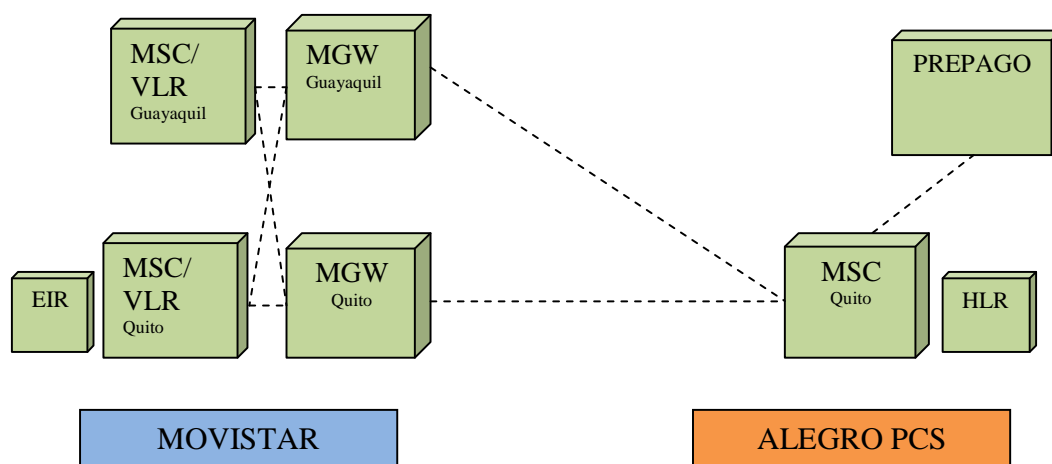 MSC/
VLR
Guayaquil
MGW
Guayaquil
PREPAGO
EIR
MSC/
VLR
Quito
MGW
Quito
MSC
Quito
HLR
MOVISTAR
ALEGRO PCS